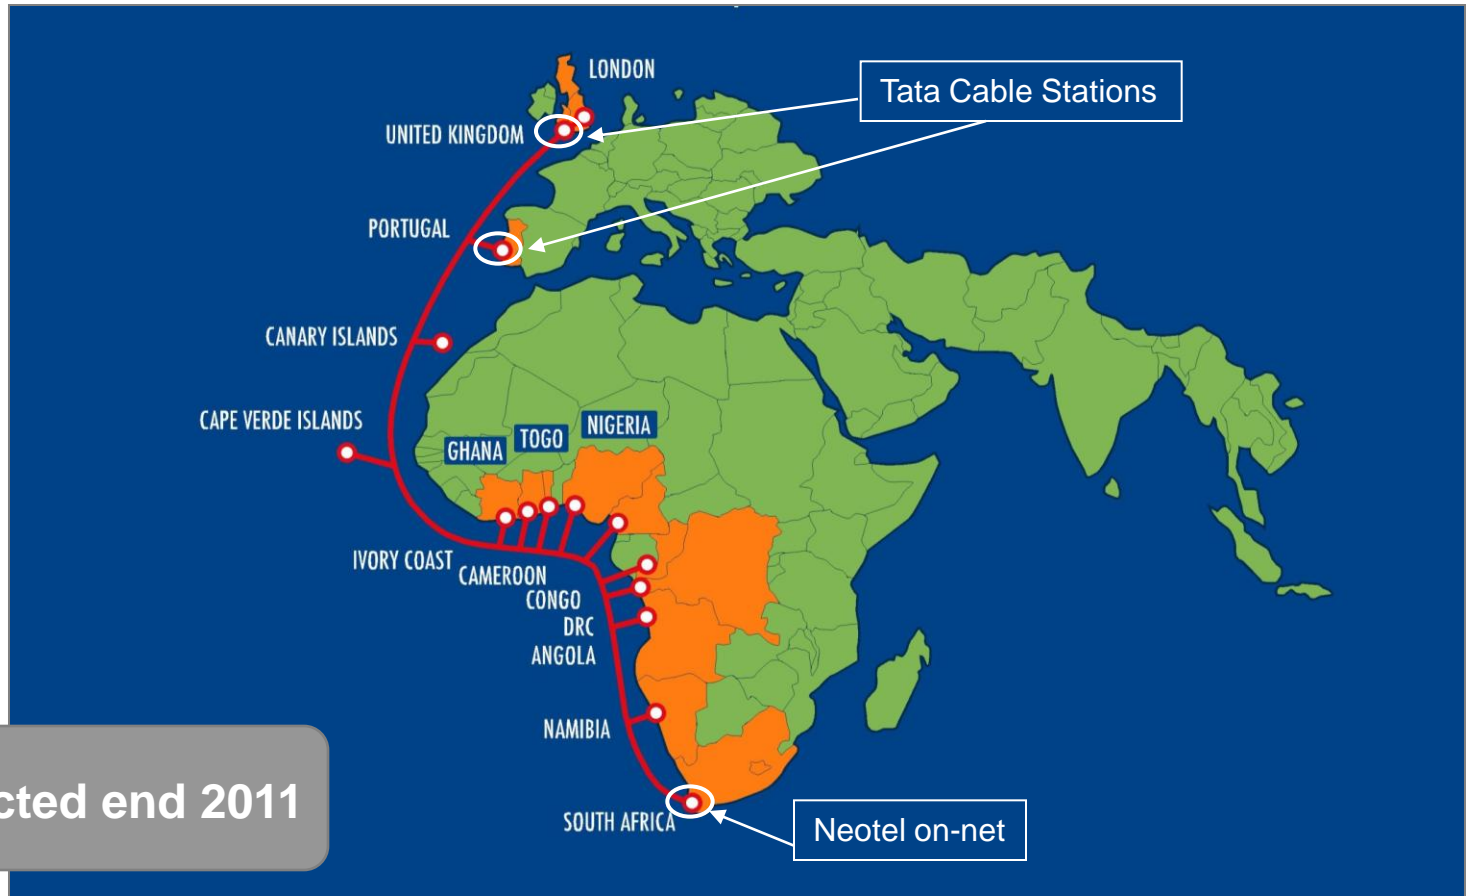 LONDON
Tata Cable Stations
UNITED KINGDOM
PORTUGAL
CANARY ISLANDS
CAPE VERDE ISLANDS
GHANA
TOGO
NIGERIA
IVORY COAST
CAMEROON
CONGO
DRC
ANGOLA
NAMIBIA
cted end 2011
SOUTH AFRICA
Neotel on-net